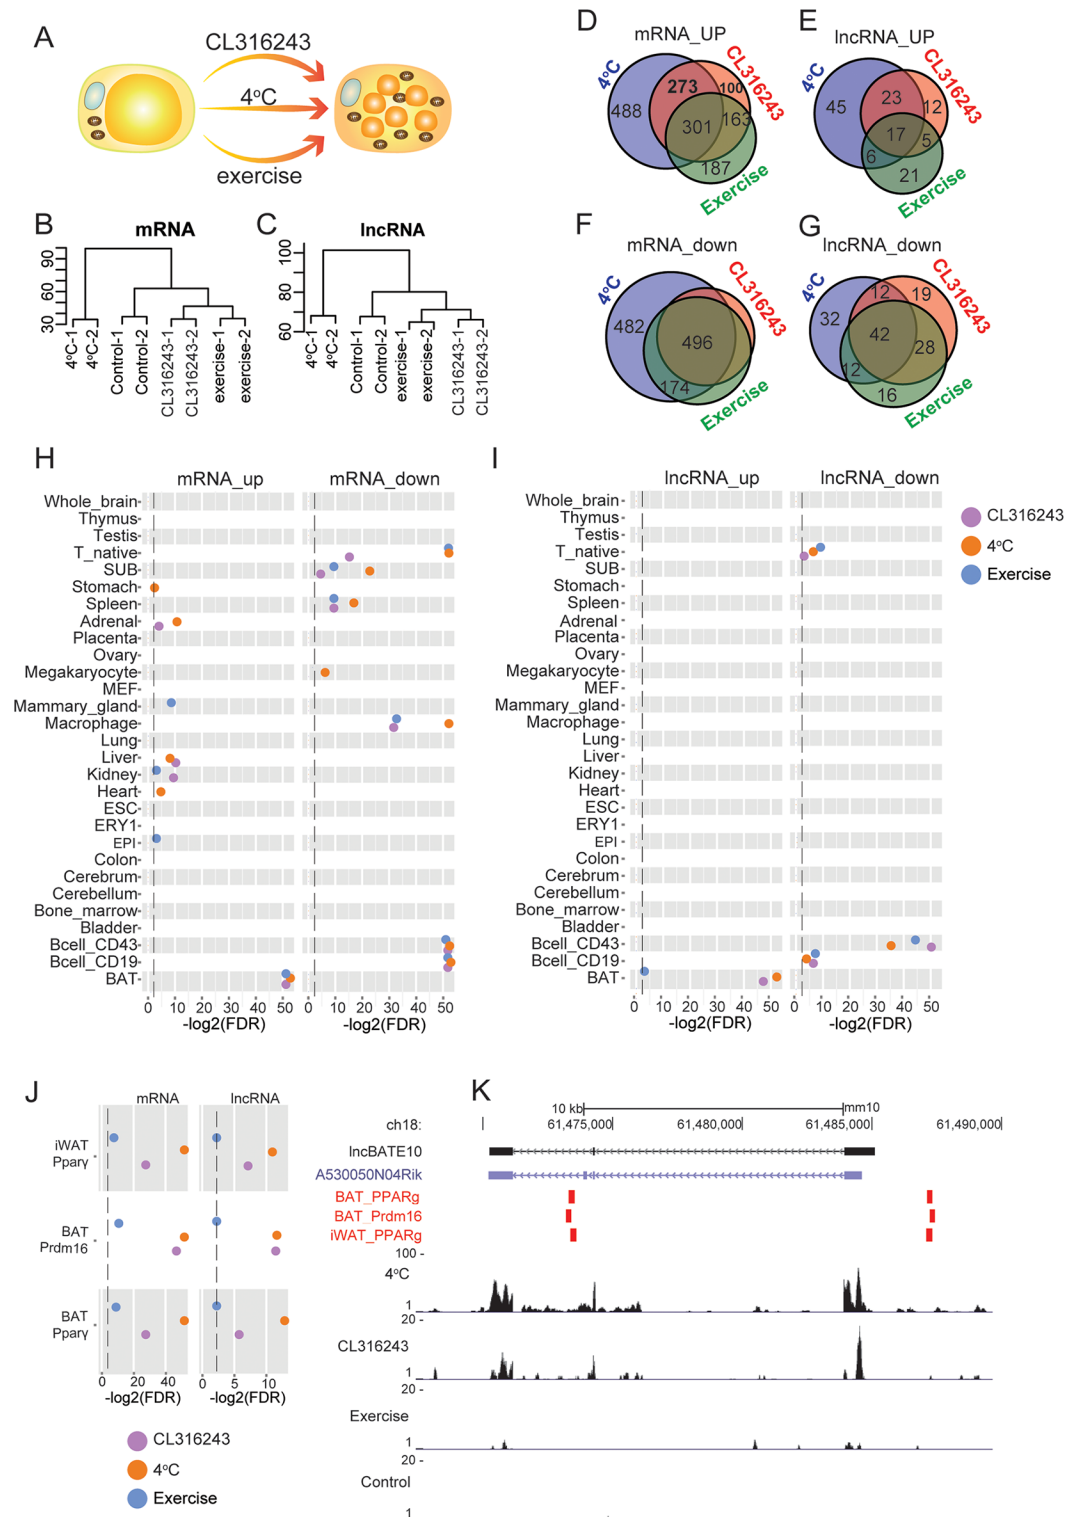 A
CL316243
4°C
exercise
B
mRNA
90
60
30
4°C-1
4°C-2
Control-1
Control-2
CL316243-1
CL316243-2
exercise-1
exercise-2
C
lncRNA
100
80
60
4°C-1
4°C-2
Control-1
Control-2
exercise-1
exercise-2
CL316243-1
CL316243-2
D
mRNA_UP
4°C
CL316243
Exercise
488
273
100
301
163
187
E
lncRNA_UP
4°C
CL316243
Exercise
45
23
12
17
5
6
21
F
mRNA_down
4°C
CL316243
Exercise
482
496
174
G
lncRNA_down
4°C
CL316243
Exercise
32
12
19
42
28
12
16
H
mRNA_up
mRNA_down
Whole_brain
Thymus
Testis
T_native
SUB
Stomach
Spleen
Adrenal
Placenta
Ovary
Megakaryocyte
MEF
Mammary_gland
Macrophage
Lung
Liver
Kidney
Heart
ESC
ERY1
EPI
Colon
Cerebrum
Cerebellum
Bone_marrow
Bladder
Bcell_CD43
Bcell_CD19
BAT
0 10 20 30 40 50
0 10 20 30 40 50
-log2(FDR)
-log2(FDR)
I
lncRNA_up
lncRNA_down
Whole_brain
Thymus
Testis
T_native
SUB
Stomach
Spleen
Adrenal
Placenta
Ovary
Megakaryocyte
MEF
Mammary_gland
Macrophage
Lung
Liver
Kidney
Heart
ESC
ERY1
EPI
Colon
Cerebrum
Cerebellum
Bone_marrow
Bladder
Bcell_CD43
Bcell_CD19
BAT
0 10 20 30 40 50
0 10 20 30 40 50
-log2(FDR)
-log2(FDR)
CL316243
4°C
Exercise
J
mRNA
lncRNA
iWAT
Pparγ
BAT
Prdm16
BAT
Pparγ
0 20 40
0 5 10
-log2(FDR)
-log2(FDR)
CL316243
4°C
Exercise
K
10 kb
mm10
ch18:
61,475,000
61,480,000
61,485,000
61,490,000
lncBATE10
A530050N04Rik
BAT_PPARg
BAT_Prdm16
iWAT_PPARg
100 -
4°C
1
20 -
CL316243
1
20 -
Exercise
1
20 -
Control
1